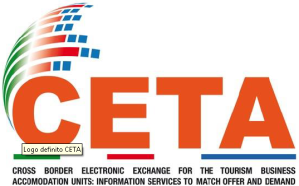 CETA
Logo definito CETA
CROSS BORDER ELECTRONIC EXCHANGE FOR THE TOURISM BUSINESS
ACCOMODATION UNITS: INFORMATION SERVICES TO MATCH OFFER AND DEMAND